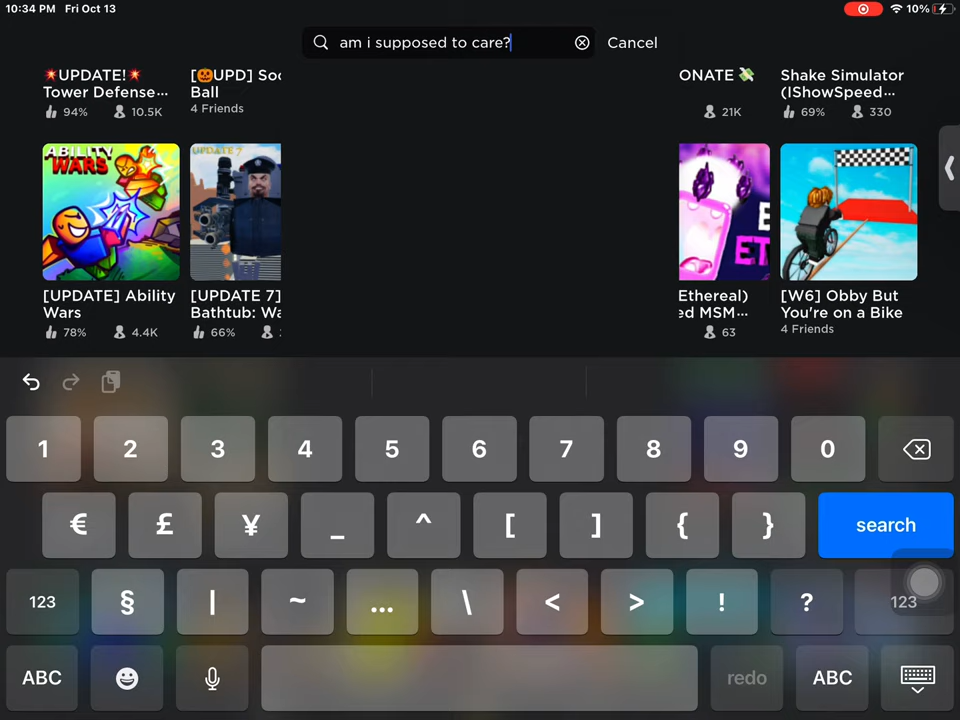 10:34 PM Fri Oct 13
10%
am i supposed to care?
Cancel
💥UPDATE!💥
Tower Defense...
94% 10.5K
[🎃UPD] Soc
Ball
4 Friends
ONATE 💸
21K
Shake Simulator
(IShowSpeed...
69% 330
ABILITY
WARS
UPDATE 7
[UPDATE] Ability
Wars
78% 4.4K
[UPDATE 7]
Bathtub: Wa
66%
Ethereal)
ed MSM...
63
[W6] Obby But
You're on a Bike
4 Friends
1 2 3 4 5 6 7 8 9 0
€ £ ¥ _ ^ [ ] { } search
123 § | ~ ... \ < > ! ? 123
ABC redo ABC